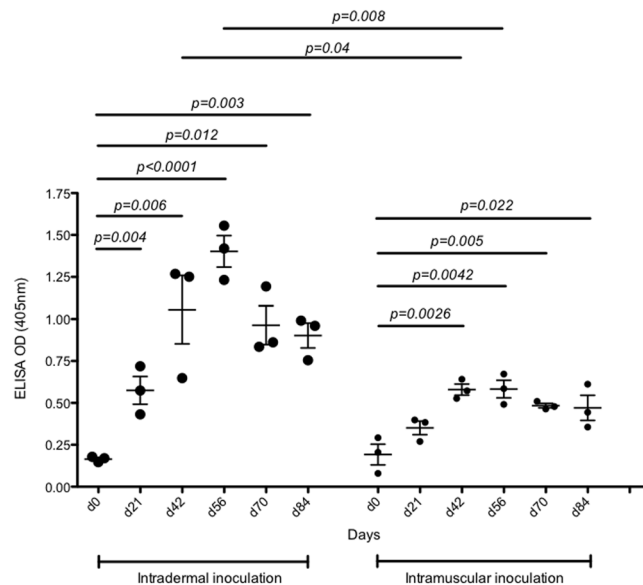 p=0.008
p=0.04
p=0.003
p=0.012
p<0.0001
p=0.006
p=0.004
p=0.022
p=0.005
p=0.0042
p=0.0026
ELISA OD (405nm)
1.75
1.50
1.25
1.00
0.75
0.50
0.25
0.00
d0 d21 d42 d56 d70 d84 d0 d21 d42 d56 d70 d84
Days
Intradermal inoculation Intramuscular inoculation